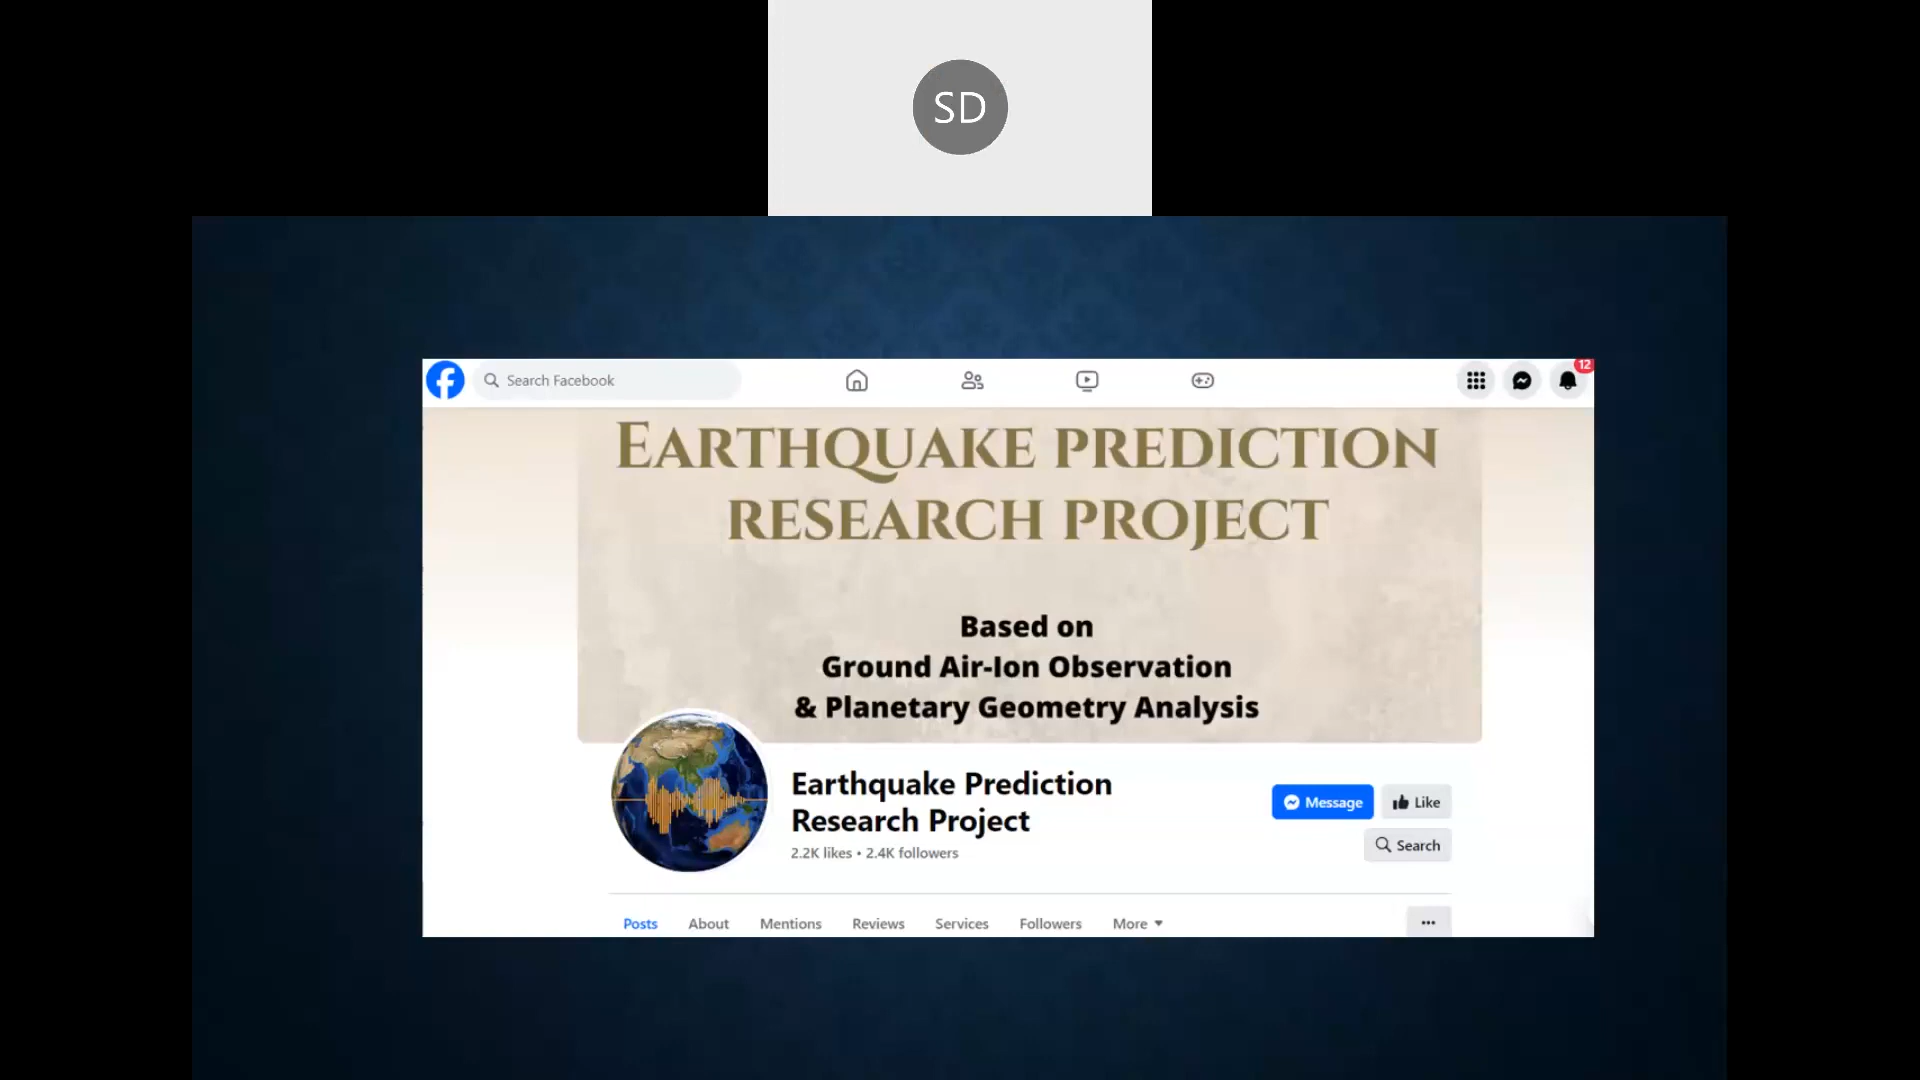 SD
Search Facebook
12
EARTHQUAKE PREDICTION
RESEARCH PROJECT
Based on
Ground Air-Ion Observation
& Planetary Geometry Analysis
Earthquake Prediction
Research Project
2.2K likes • 2.4K followers
Message
Like
Search
Posts About Mentions Reviews Services Followers More